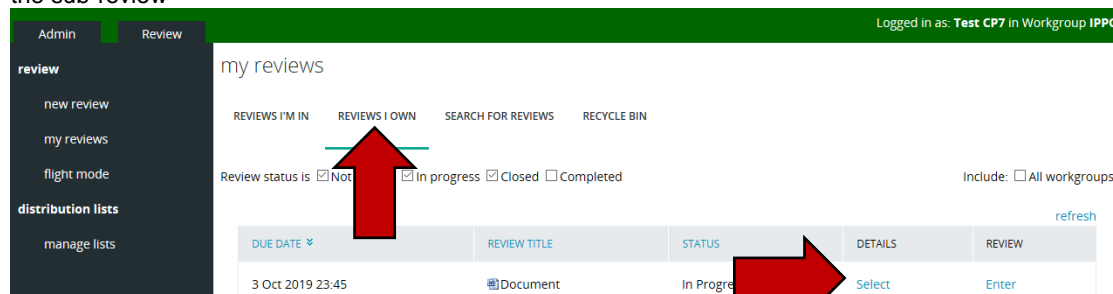 the sub-review
Admin Review Logged in as: Test CP7 in Workgroup IPPC
review my reviews
new review
REVIEWS I'M IN REVIEWS I OWN SEARCH FOR REVIEWS RECYCLE BIN
my reviews
flight mode Review status is Not In progress Closed Completed Include: All workgroups
distribution lists
refresh
manage lists DUE DATE REVIEW TITLE STATUS DETAILS REVIEW
3 Oct 2019 23:45 Document In Progre Select Enter